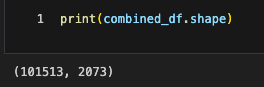 1 print(combined_df.shape)
(101513, 2073)